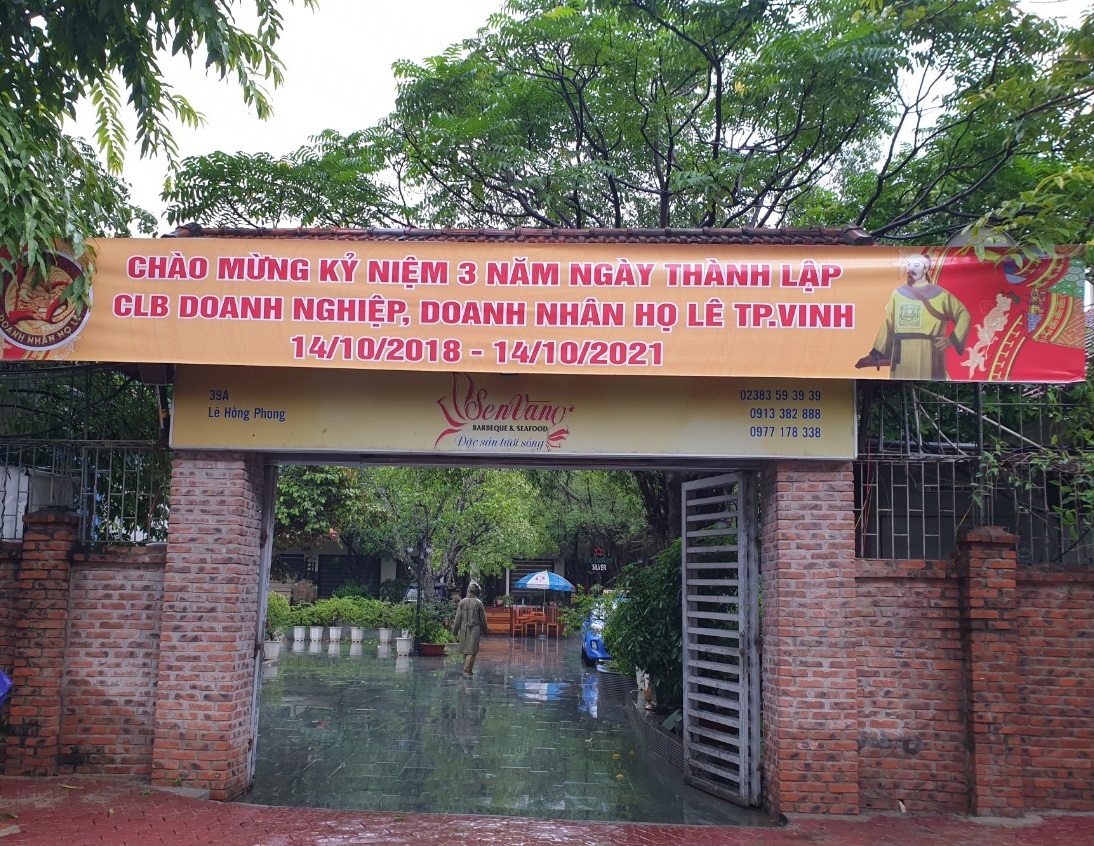 CHÀO MỪNG KỶ NIỆM 3 NĂM NGÀY THÀNH LẬP
CLB DOANH NGHIỆP, DOANH NHÂN HỌ LÊ TP.VINH
14/10/2018 - 14/10/2021
DOANH NHÂN HỌ LÊ
39A
Lê Hồng Phong
Sen Vàng
BARBEQUE & SEAFOOD
Đặc sản tươi sống
02383 59 39 39
0913 382 888
0977 178 338
SILVER